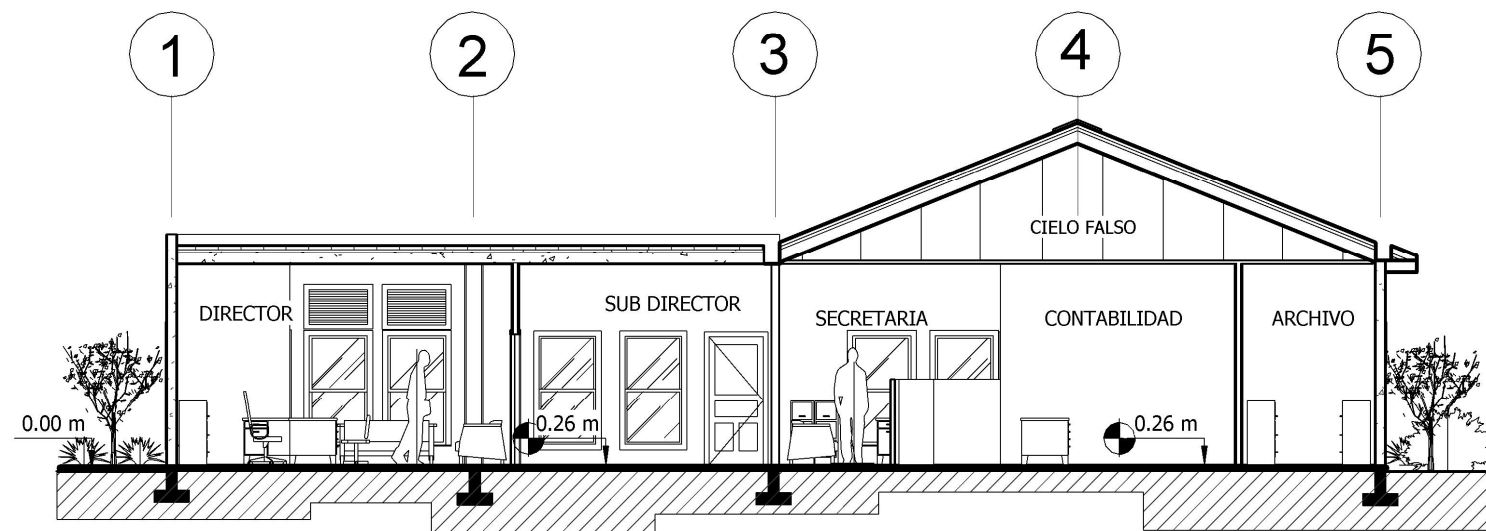 1
2
3
4
5
CIELO FALSO
DIRECTOR
SUB DIRECTOR
SECRETARIA
CONTABILIDAD
ARCHIVO
0.00 m
0.26 m
0.26 m